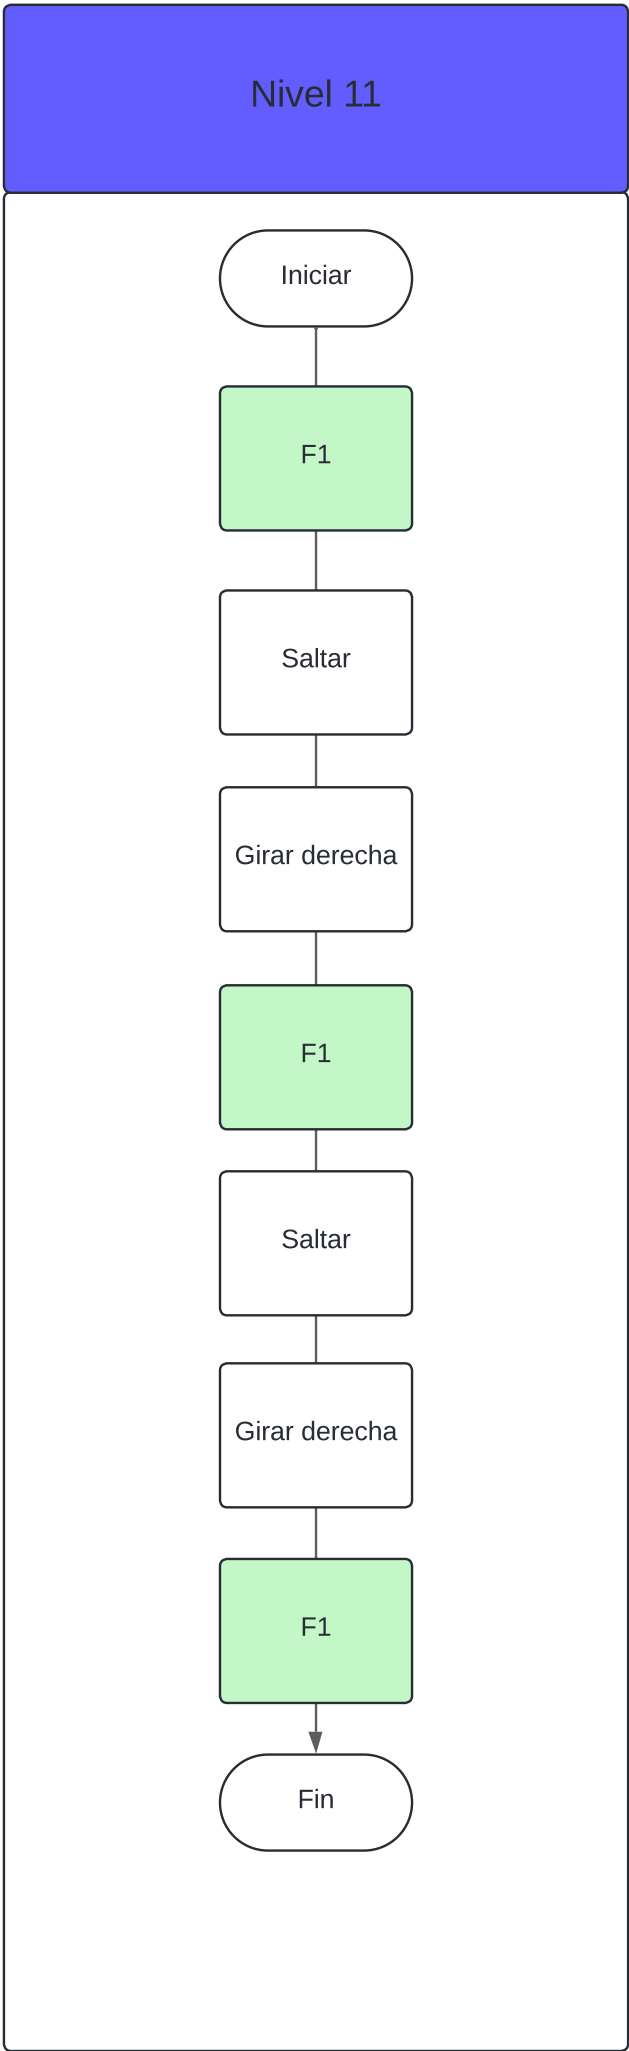 Nivel 11
Iniciar
F1
Saltar
Girar derecha
F1
Saltar
Girar derecha
F1
Fin